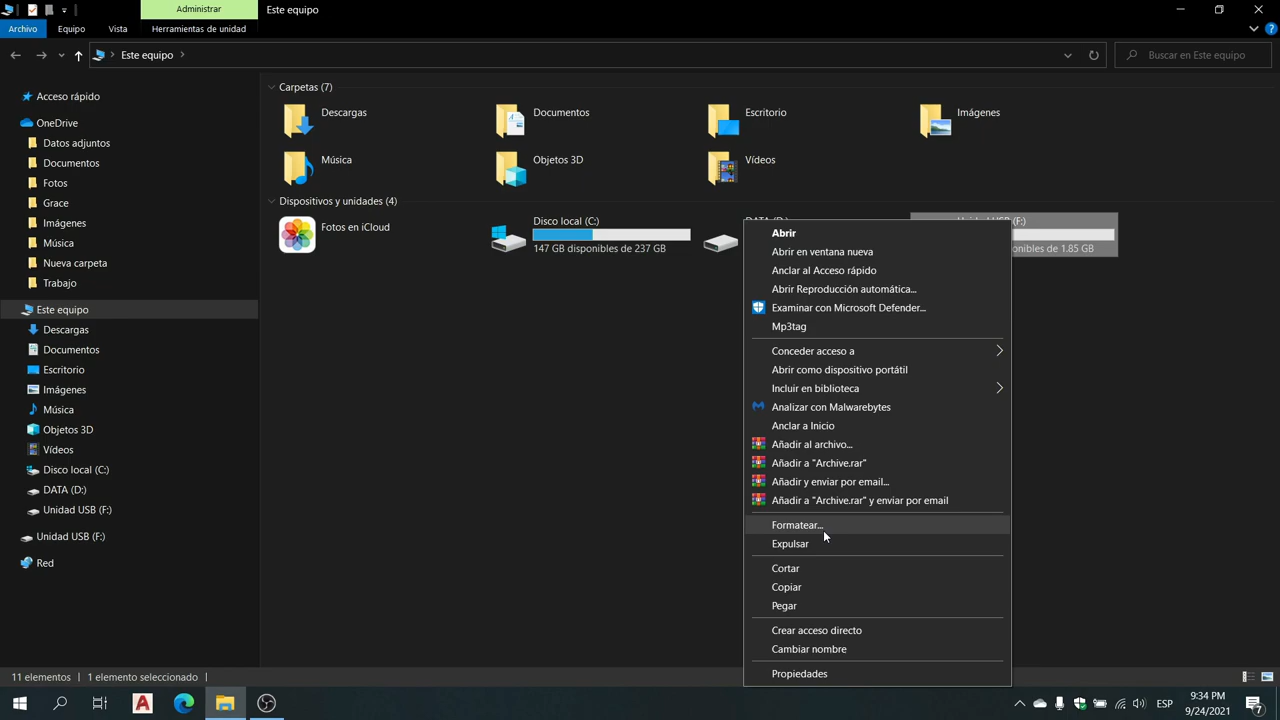 Administrar
Este equipo
Archivo
Equipo
Vista
Herramientas de unidad
Este equipo
Buscar en Este equipo
Acceso rápido
OneDrive
Datos adjuntos
Documentos
Fotos
Grace
Imágenes
Música
Nueva carpeta
Trabajo
Este equipo
Descargas
Documentos
Escritorio
Imágenes
Música
Objetos 3D
Vídeos
Disco local (C:)
DATA (D:)
Unidad USB (F:)
Unidad USB (F:)
Red
Carpetas (7)
Descargas
Documentos
Escritorio
Imágenes
Música
Objetos 3D
Vídeos
Dispositivos y unidades (4)
Fotos en iCloud
Disco local (C:)
147 GB disponibles de 237 GB
de 1.85 GB
Abrir
Abrir en ventana nueva
Anclar al Acceso rápido
Abrir Reproducción automática...
Examinar con Microsoft Defender...
Mp3tag
Conceder acceso a
Abrir como dispositivo portátil
Incluir en biblioteca
Analizar con Malwarebytes
Anclar a Inicio
Añadir al archivo...
Añadir a "Archive.rar"
Añadir y enviar por email...
Añadir a "Archive.rar" y enviar por email
Formatear...
Expulsar
Cortar
Copiar
Pegar
Crear acceso directo
Cambiar nombre
Propiedades
11 elementos
1 elemento seleccionado
ESP
9:34 PM
9/24/2021
7